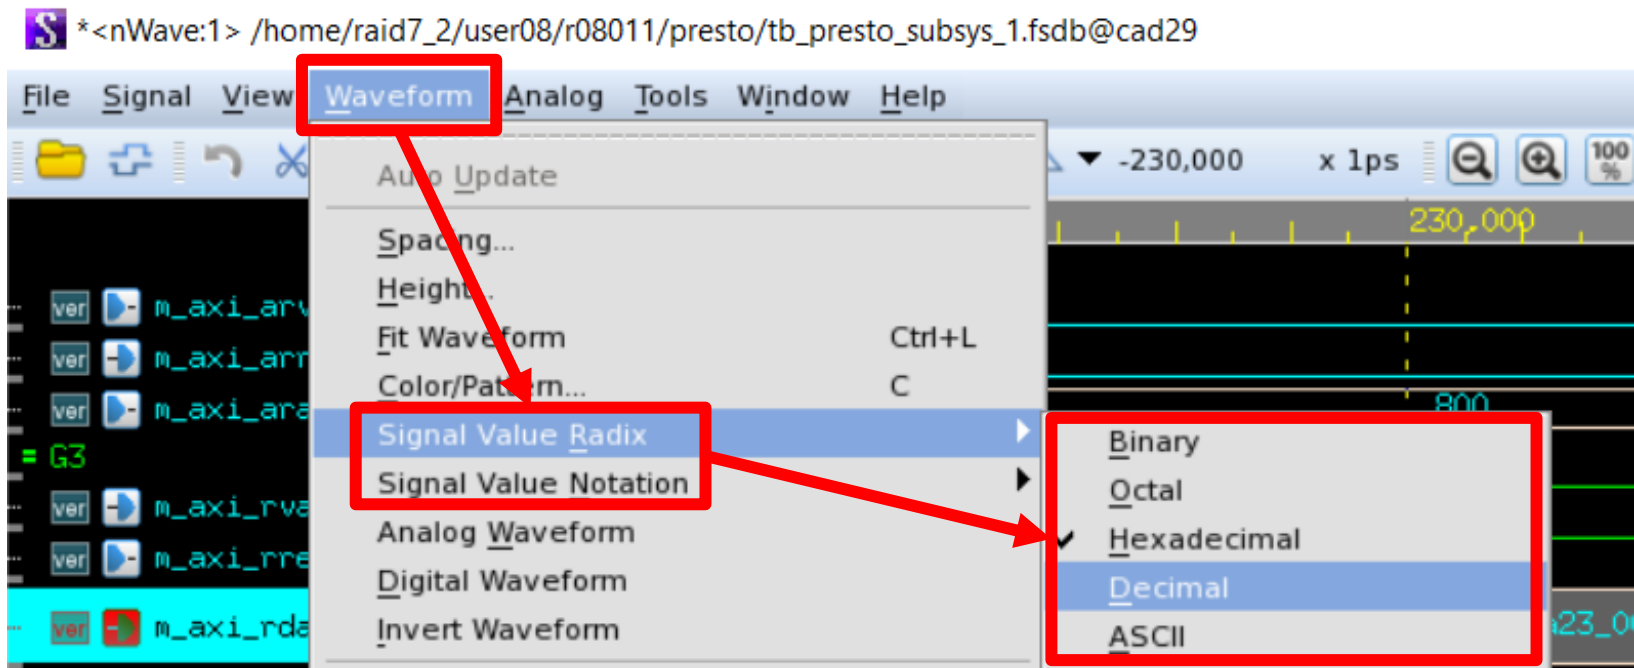 *<nWave:1> /home/raid7_2/user08/r08011/presto/tb_presto_subsys_1.fsdb@cad29
File Signal View Waveform Analog Tools Window Help
-230,000 x 1ps 100 %
Auto Update
230,000
Spacing...
Height...
ver m_axi_arv
Fit Waveform Ctrl+L
ver m_axi_arr
Color/Pattern... C
ver m_axi_ara
800
Signal Value Radix
Binary
= G3
Signal Value Notation
Octal
ver m_axi_rva
Analog Waveform
Hexadecimal
ver m_axi_rre
Digital Waveform
Decimal
ver m_axi_rda
Invert Waveform
ASCII
a23_00